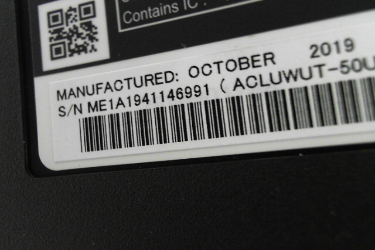 Contains IC :
MANUFACTURED: OCTOBER 2019
S/N ME1A1941146991 ( ACLUWUT-50U